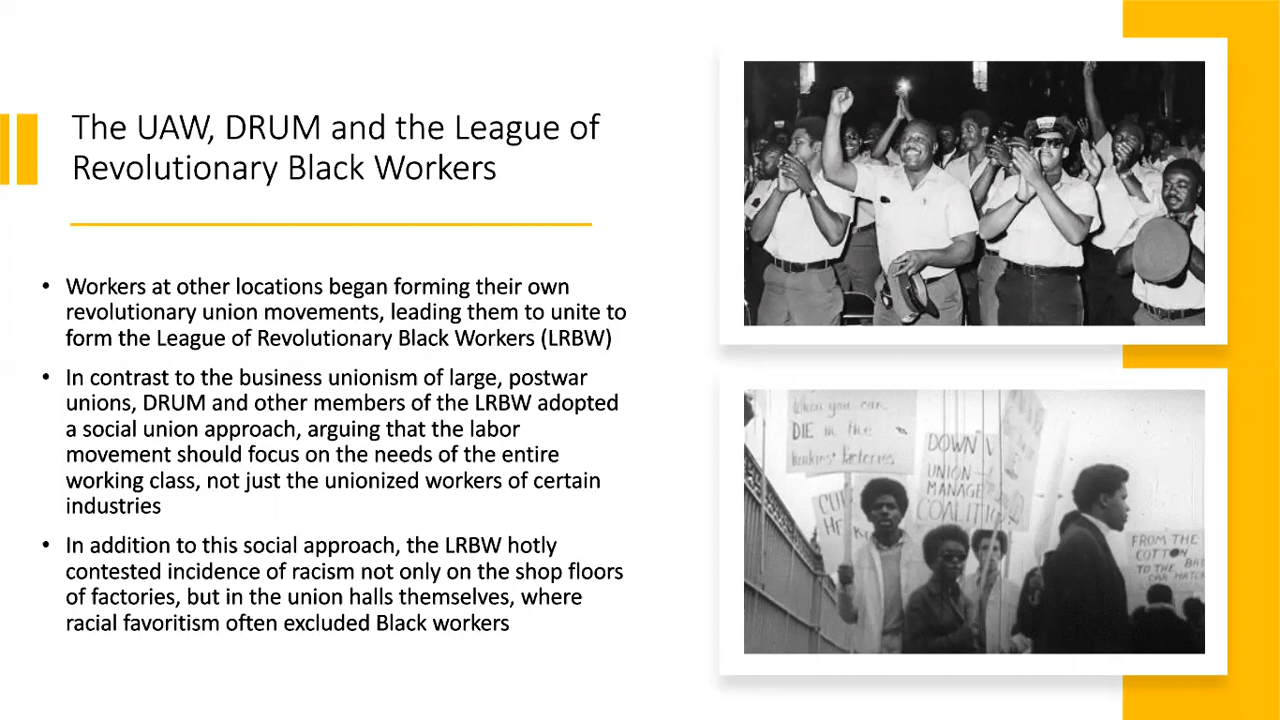 The UAW, DRUM and the League of
Revolutionary Black Workers
• Workers at other locations began forming their own
revolutionary union movements, leading them to unite to
form the League of Revolutionary Black Workers (LRBW)
• In contrast to the business unionism of large, postwar
unions, DRUM and other members of the LRBW adopted
a social union approach, arguing that the labor
movement should focus on the needs of the entire
working class, not just the unionized workers of certain
industries
• In addition to this social approach, the LRBW hotly
contested incidence of racism not only on the shop floors
of factories, but in the union halls themselves, where
racial favoritism often excluded Black workers
When you can
DIE in the
honkies' factories
DOWN
UNION
MANAGE
COALITIO
FROM THE
COTTON
TO THE